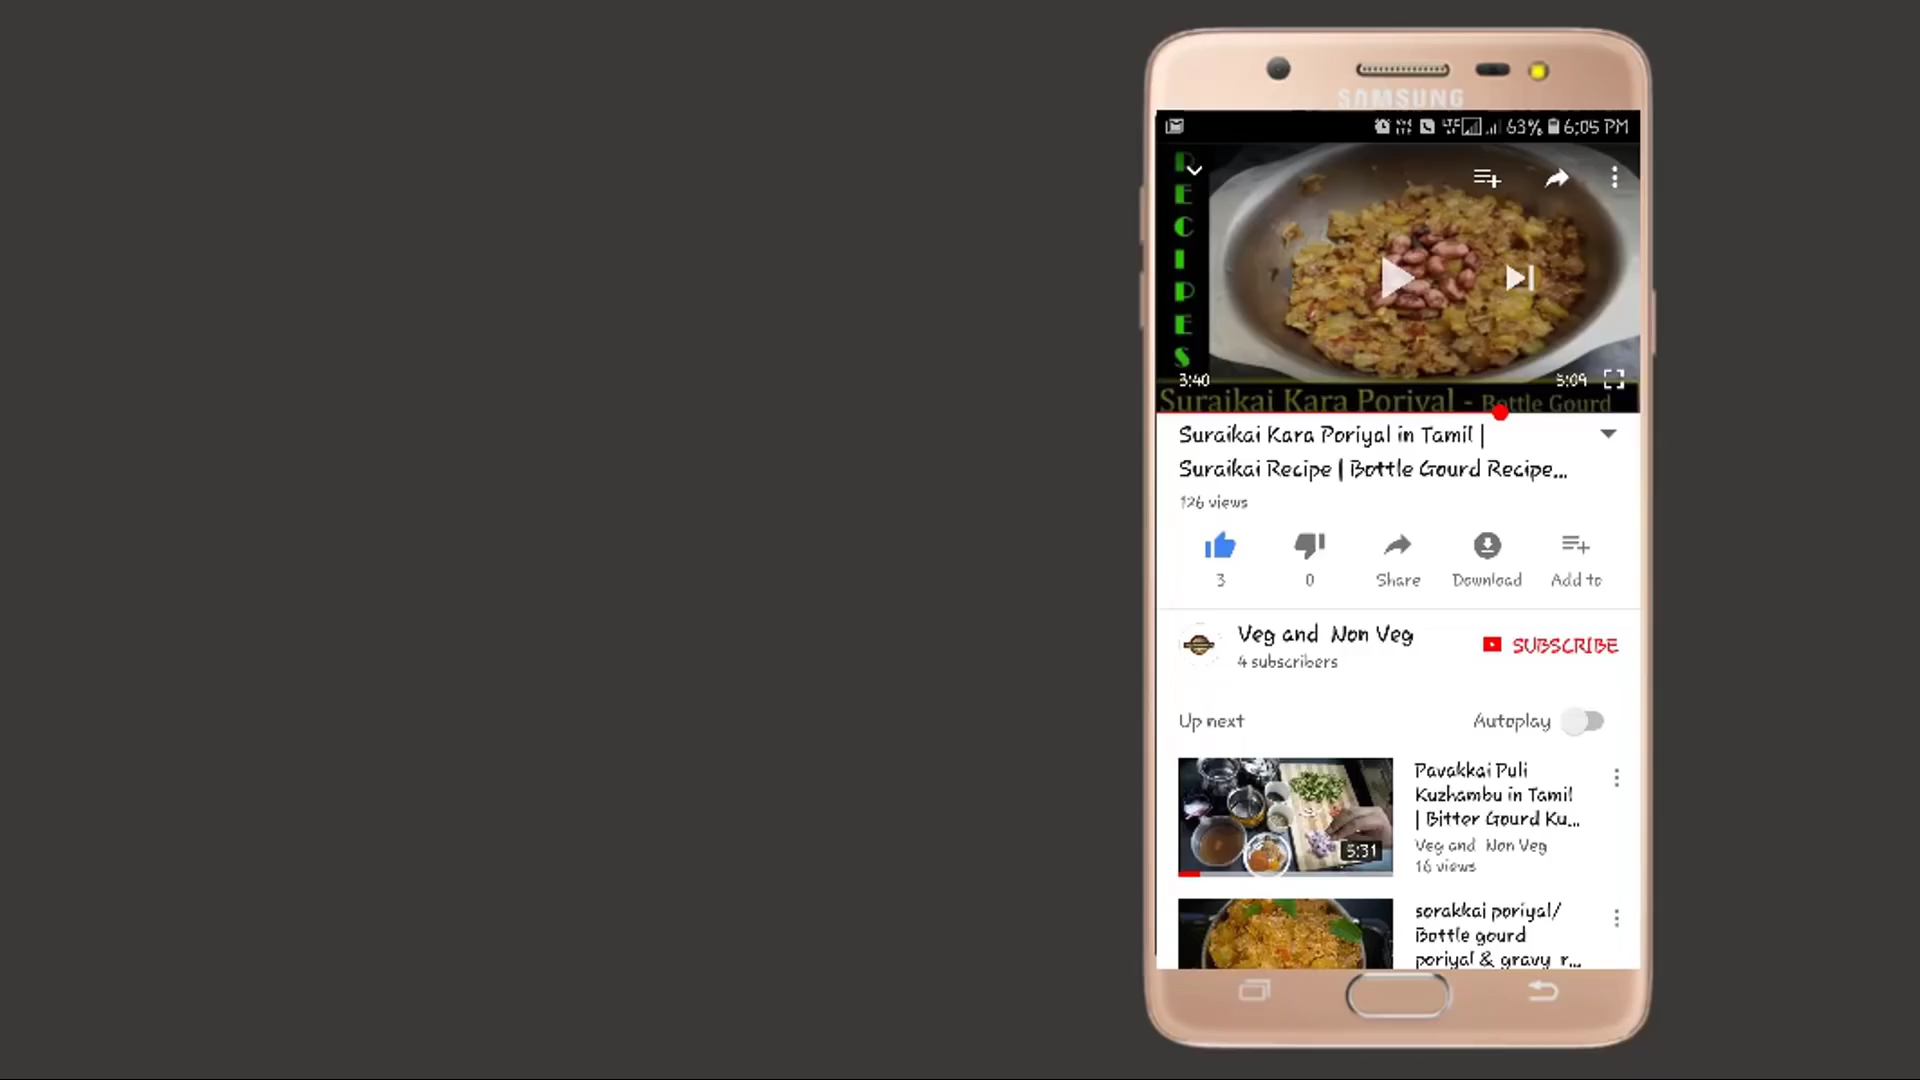 SAMSUNG
63% 6:05 PM
RECIPES
3:40
5:09
Suraikai Kara Poriyal - Bottle Gourd
Suraikai Kara Poriyal in Tamil |
Suraikai Recipe | Bottle Gourd Recipe...
126 views
3
0
Share
Download
Add to
Veg and Non Veg
SUBSCRIBE
4 subscribers
Up next
Autoplay
5:31
Pavakkai Puli
Kuzhambu in Tamil
| Bitter Gourd Ku...
Veg and Non Veg
16 views
sorakkai poriyal/
Bottle gourd
poriyal & gravy r...